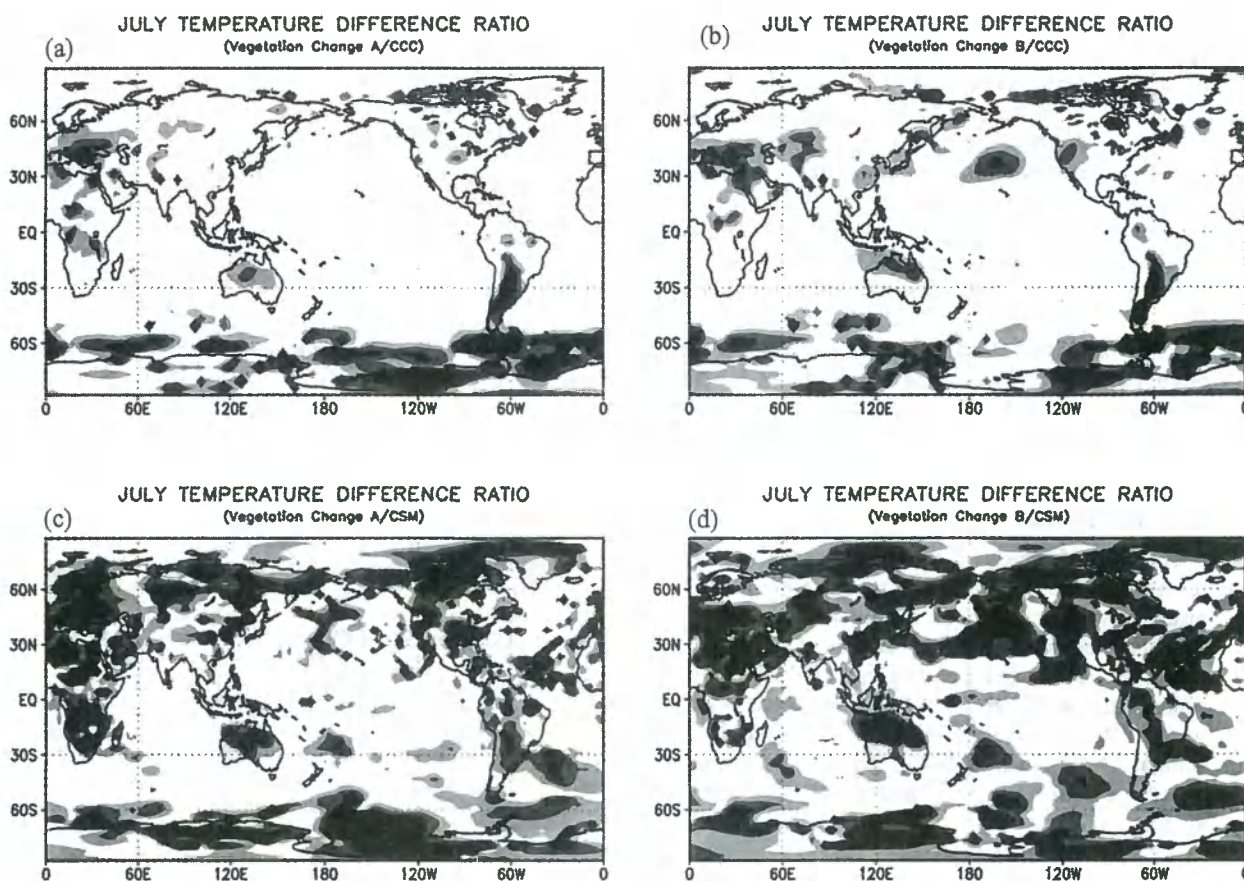 JULY TEMPERATURE DIFFERENCE RATIO
(a)
(Vegetation Change A/CCC)
60N
30N
EQ
30S
60S
0 60E 120E 180 120W 60W 0
JULY TEMPERATURE DIFFERENCE RATIO
(b)
(Vegetation Change B/CCC)
60N
30N
EQ
30S
60S
0 60E 120E 180 120W 60W 0
JULY TEMPERATURE DIFFERENCE RATIO
(c)
(Vegetation Change A/CSM)
60N
30N
EQ
30S
60S
0 60E 120E 180 120W 60W 0
JULY TEMPERATURE DIFFERENCE RATIO
(d)
(Vegetation Change B/CSM)
60N
30N
EQ
30S
60S
0 60E 120E 180 120W 60W 0